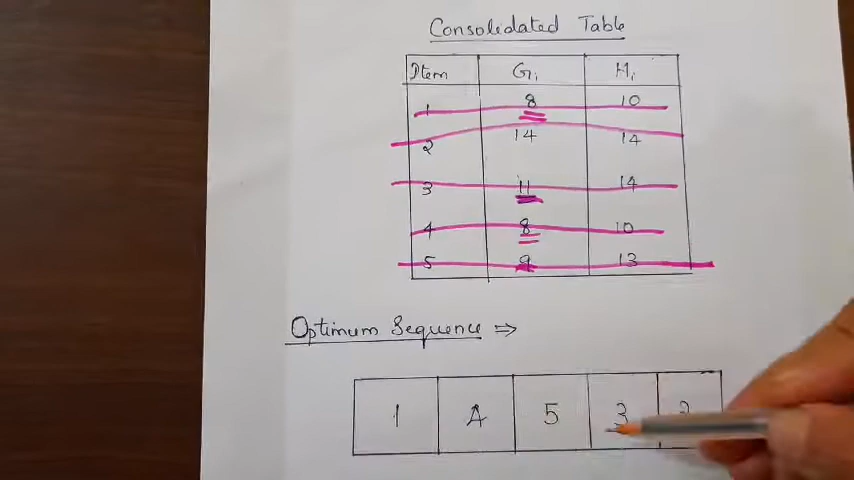 Consolidated Table
Item Gi Hi
1 8 10
2 14 14
3 11 14
4 8 10
5 9 13
Optimum Sequence ⇒
1 4 5 3 2